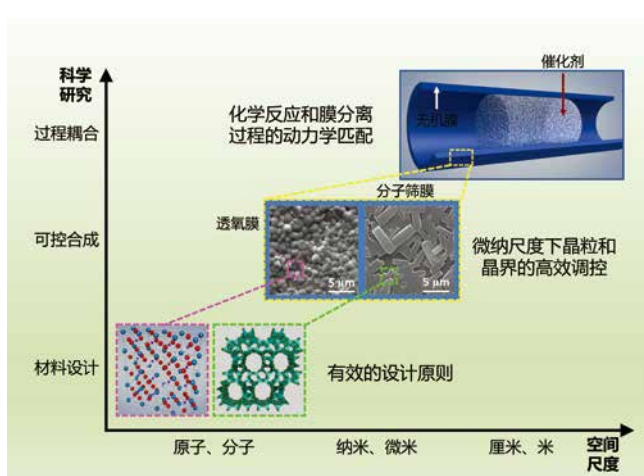 科学
研究
催化剂
无机膜
化学反应和膜分离
过程的动力学匹配
过程耦合
分子筛膜
透氧膜
5 μm
5 μm
可控合成
微纳尺度下晶粒和
晶界的高效调控
材料设计
有效的设计原则
原子、分子
纳米、微米
厘米、米
空间
尺度